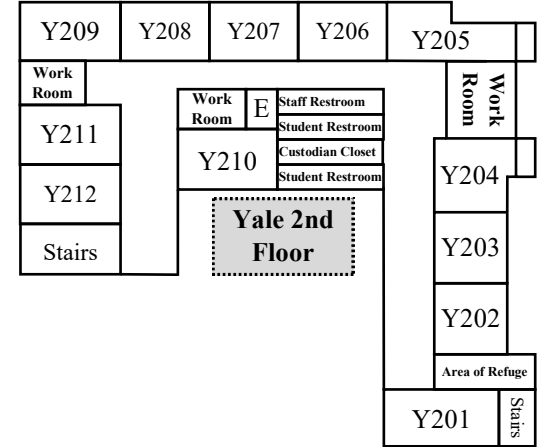 Y209
Y208
Y207
Y206
Y205
Work
Room
Work
Room
E
Staff Restroom
Work
Room
Y211
Student Restroom
Y210
Custodian Closet
Student Restroom
Y204
Y212
Yale 2nd
Floor
Stairs
Y203
Y202
Area of Refuge
Y201
Stairs